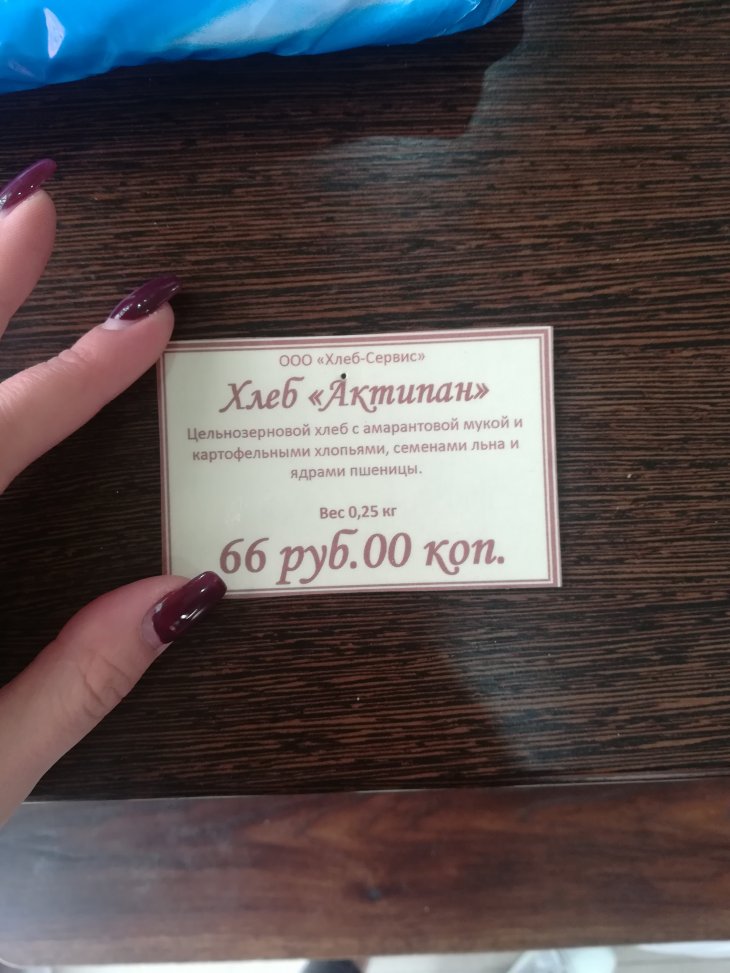 ООО «Хлеб-Сервис»
Хлеб «Актипан»
Цельнозерновой хлеб с амарантовой мукой и
картофельными хлопьями, семенами льна и
ядрами пшеницы.
Вес 0,25 кг
66 руб.00 коп.